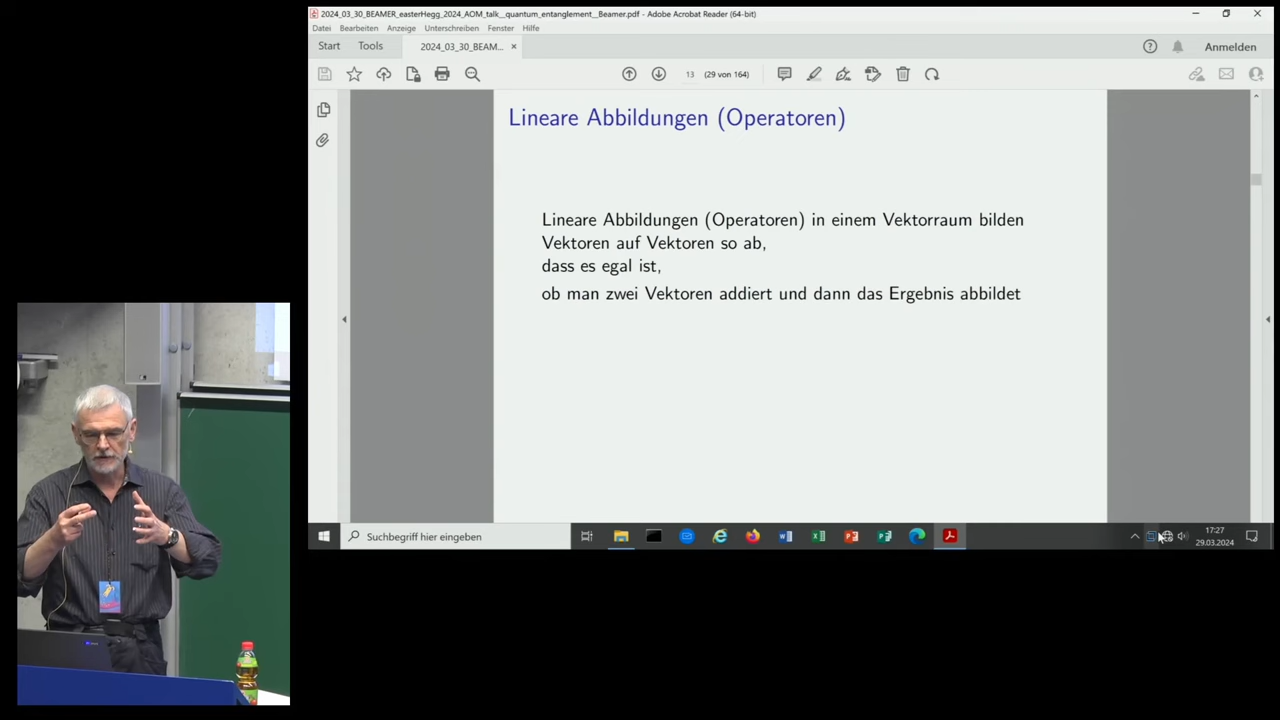 2024_03_30_BEAMER_easterHegg_2024_AOM_talk__quantum_entanglement__Beamer.pdf - Adobe Acrobat Reader (64-bit)
Datei Bearbeiten Anzeige Unterschreiben Fenster Hilfe
Start Tools 2024_03_30_BEAM... × Anmelden
13 (29 von 164)
Lineare Abbildungen (Operatoren)
Lineare Abbildungen (Operatoren) in einem Vektorraum bilden
Vektoren auf Vektoren so ab,
dass es egal ist,
ob man zwei Vektoren addiert und dann das Ergebnis abbildet
Suchbegriff hier eingeben
17:27
29.03.2024